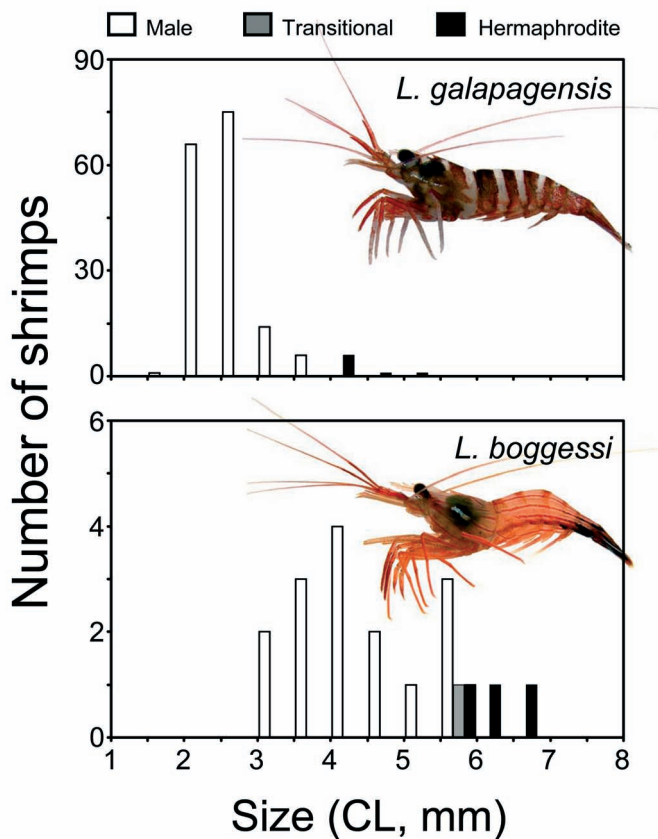 Male Transitional Hermaphrodite
90
L. galapagensis
60
30
0
Number of shrimps
6
L. boggessi
4
2
0
1 2 3 4 5 6 7 8
Size (CL, mm)